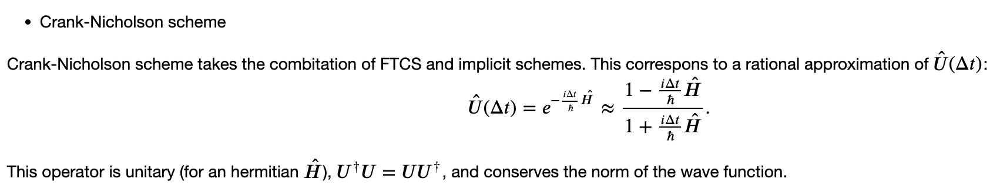 • Crank-Nicholson scheme
Crank-Nicholson scheme takes the combitation of FTCS and implicit schemes. This correspons to a rational approximation of $\hat{U}(\Delta t)$:
$\hat{U}(\Delta t) = e^{-\frac{i\Delta t}{\hbar}\hat{H}} \approx \frac{1 - \frac{i\Delta t}{\hbar}\hat{H}}{1 + \frac{i\Delta t}{\hbar}\hat{H}}.$
This operator is unitary (for an hermitian $\hat{H}$), $U^\dagger U = UU^\dagger$, and conserves the norm of the wave function.